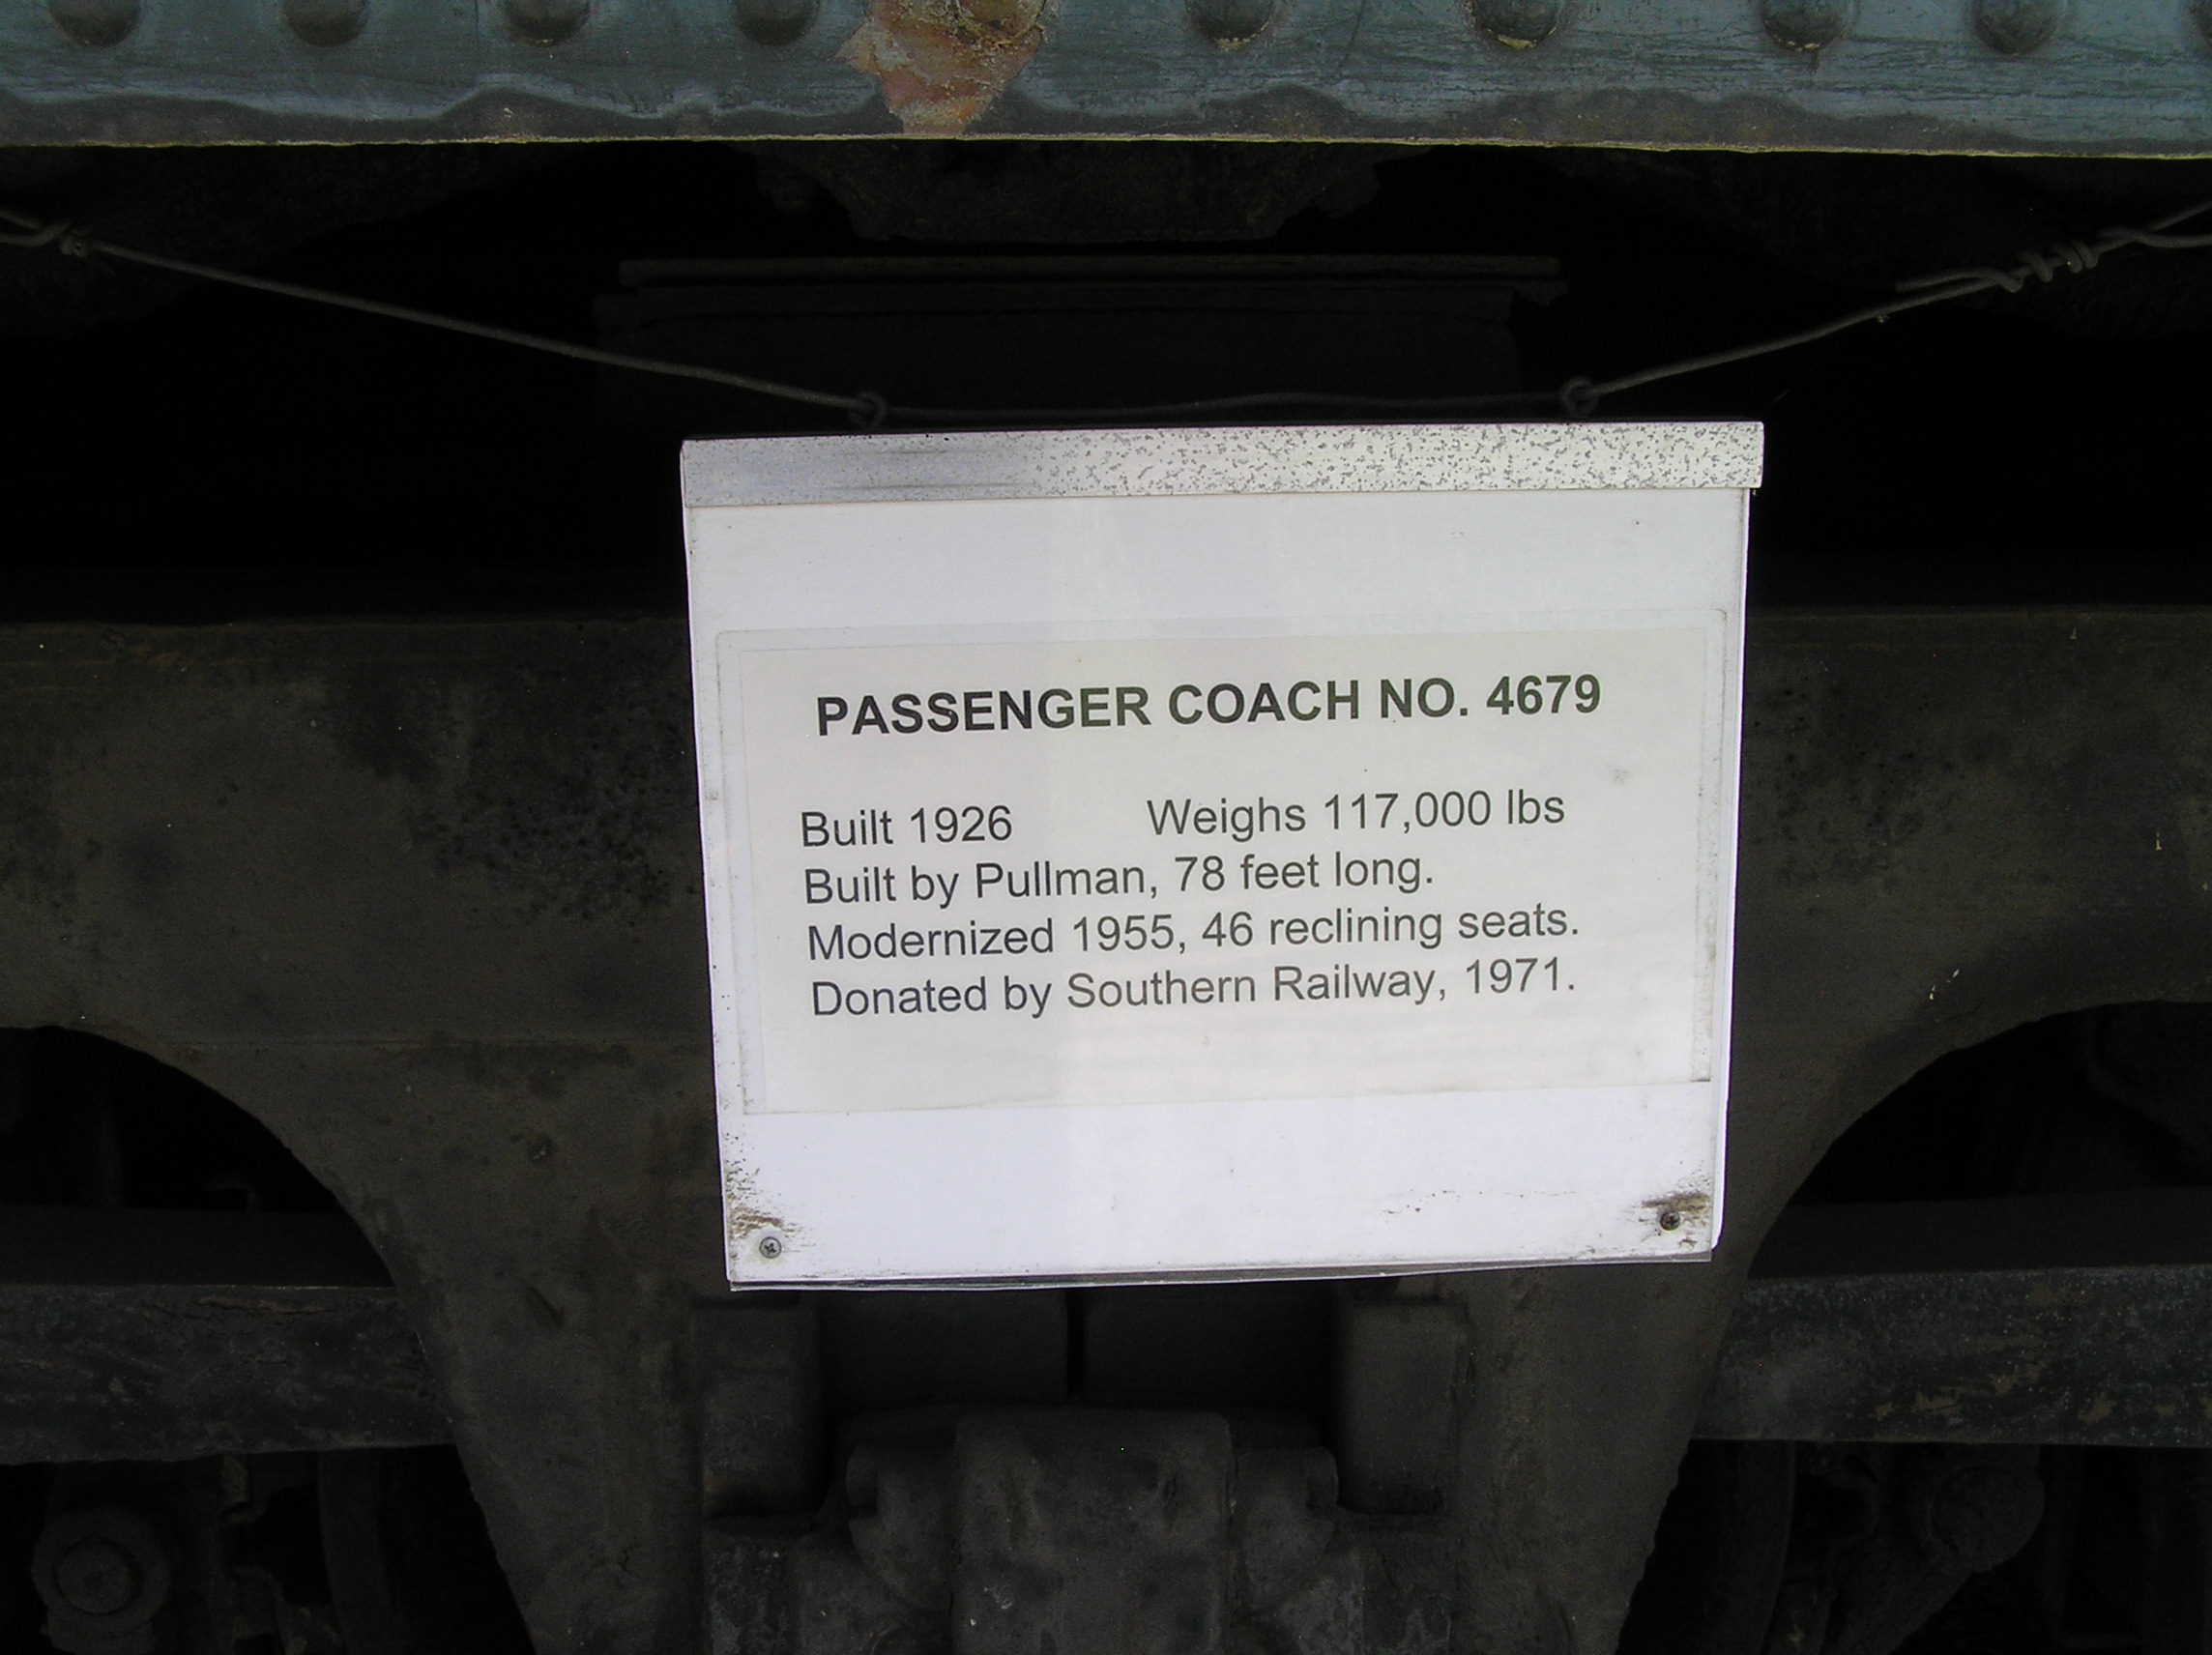 PASSENGER COACH NO. 4679
Built 1926 Weighs 117,000 lbs
Built by Pullman, 78 feet long.
Modernized 1955, 46 reclining seats.
Donated by Southern Railway, 1971.